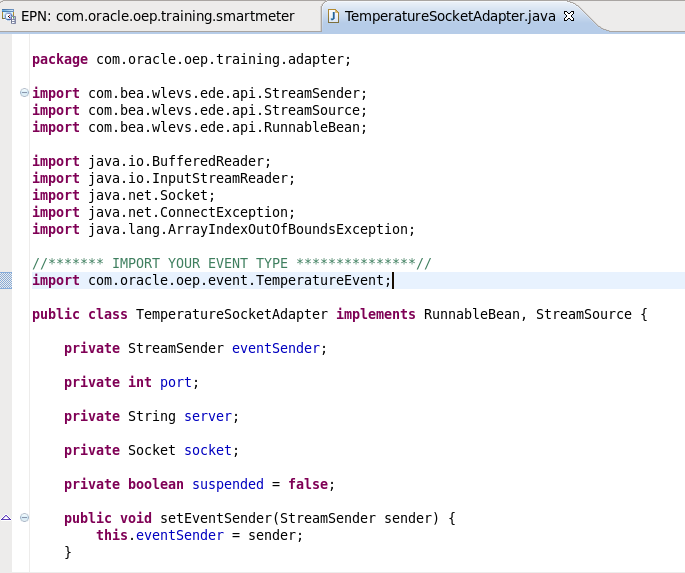 EPN: com.oracle.oep.training.smartmeter
TemperatureSocketAdapter.java
package com.oracle.oep.training.adapter;
import com.bea.wlevs.ede.api.StreamSender;
import com.bea.wlevs.ede.api.StreamSource;
import com.bea.wlevs.ede.api.RunnableBean;
import java.io.BufferedReader;
import java.io.InputStreamReader;
import java.net.Socket;
import java.net.ConnectException;
import java.lang.ArrayIndexOutOfBoundsException;
//******* IMPORT YOUR EVENT TYPE ***************//
import com.oracle.oep.event.TemperatureEvent;
public class TemperatureSocketAdapter implements RunnableBean, StreamSource {
private StreamSender eventSender;
private int port;
private String server;
private Socket socket;
private boolean suspended = false;
public void setEventSender(StreamSender sender) {
this.eventSender = sender;
}